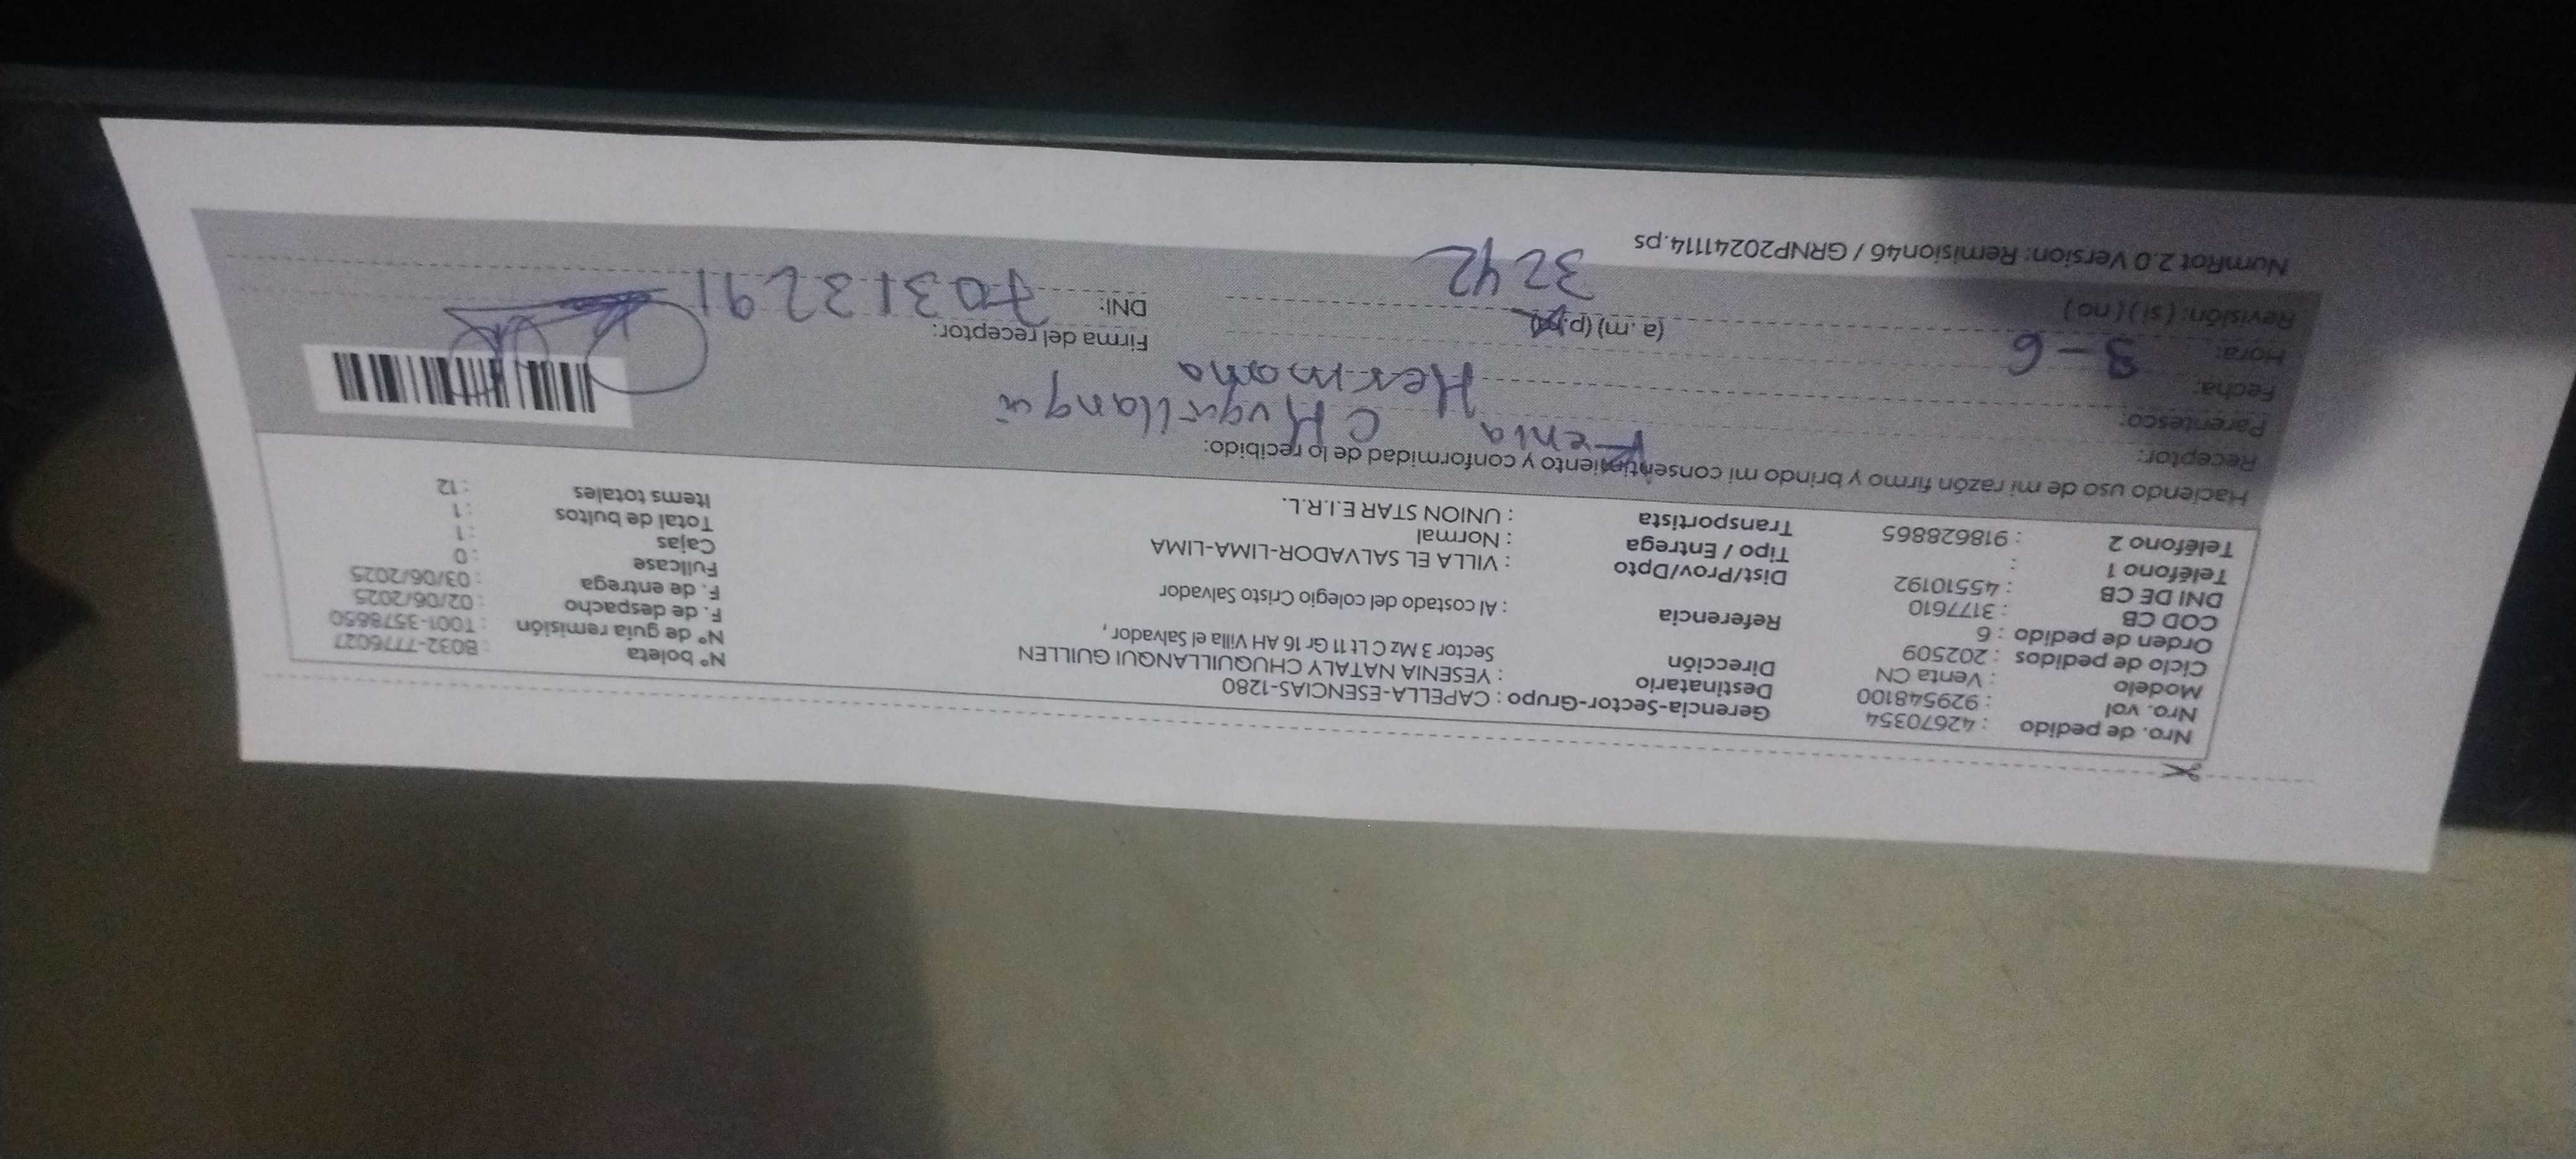 Nro. de pedido : 42670354
Nro. vol : 929548100
Modelo : Venta CN
Ciclo de pedidos : 202509
Orden de pedido : 6
COD CB : 3177610
DNI DE CB : 45510192
Teléfono 1 :
Teléfono 2 : 918628865
Gerencia-Sector-Grupo : CAPELLA-ESENCIAS-1280
Destinatario : YESENIA NATALY CHUQUILLANQUI GUILLEN
Dirección
Sector 3 Mz C Lt 11 Gr 16 AH Villa el Salvador,
Referencia : Al costado del colegio Cristo Salvador
Dist/Prov/Dpto : VILLA EL SALVADOR-LIMA-LIMA
Tipo / Entrega : Normal
Transportista : UNION STAR E.I.R.L.
N° boleta : B032-7776027
N° de guía remisión : T001-3578650
F. de despacho : 02/06/2025
F. de entrega : 03/06/2025
Fullcase : 0
Cajas : 1
Total de bultos : 1
Items totales : 12
Haciendo uso de mi razón firmo y brindo mi consentimiento y conformidad de lo recibido:
Receptor:
Parentesco: Hermana
Fecha: 3-6
Hora: (a.m) (p.m)
Revisión: (si) (no) 3242
Firma del receptor:
DNI: 70313291
NumRot 2.0 Version: Remision46 / GRNP20241114.ps